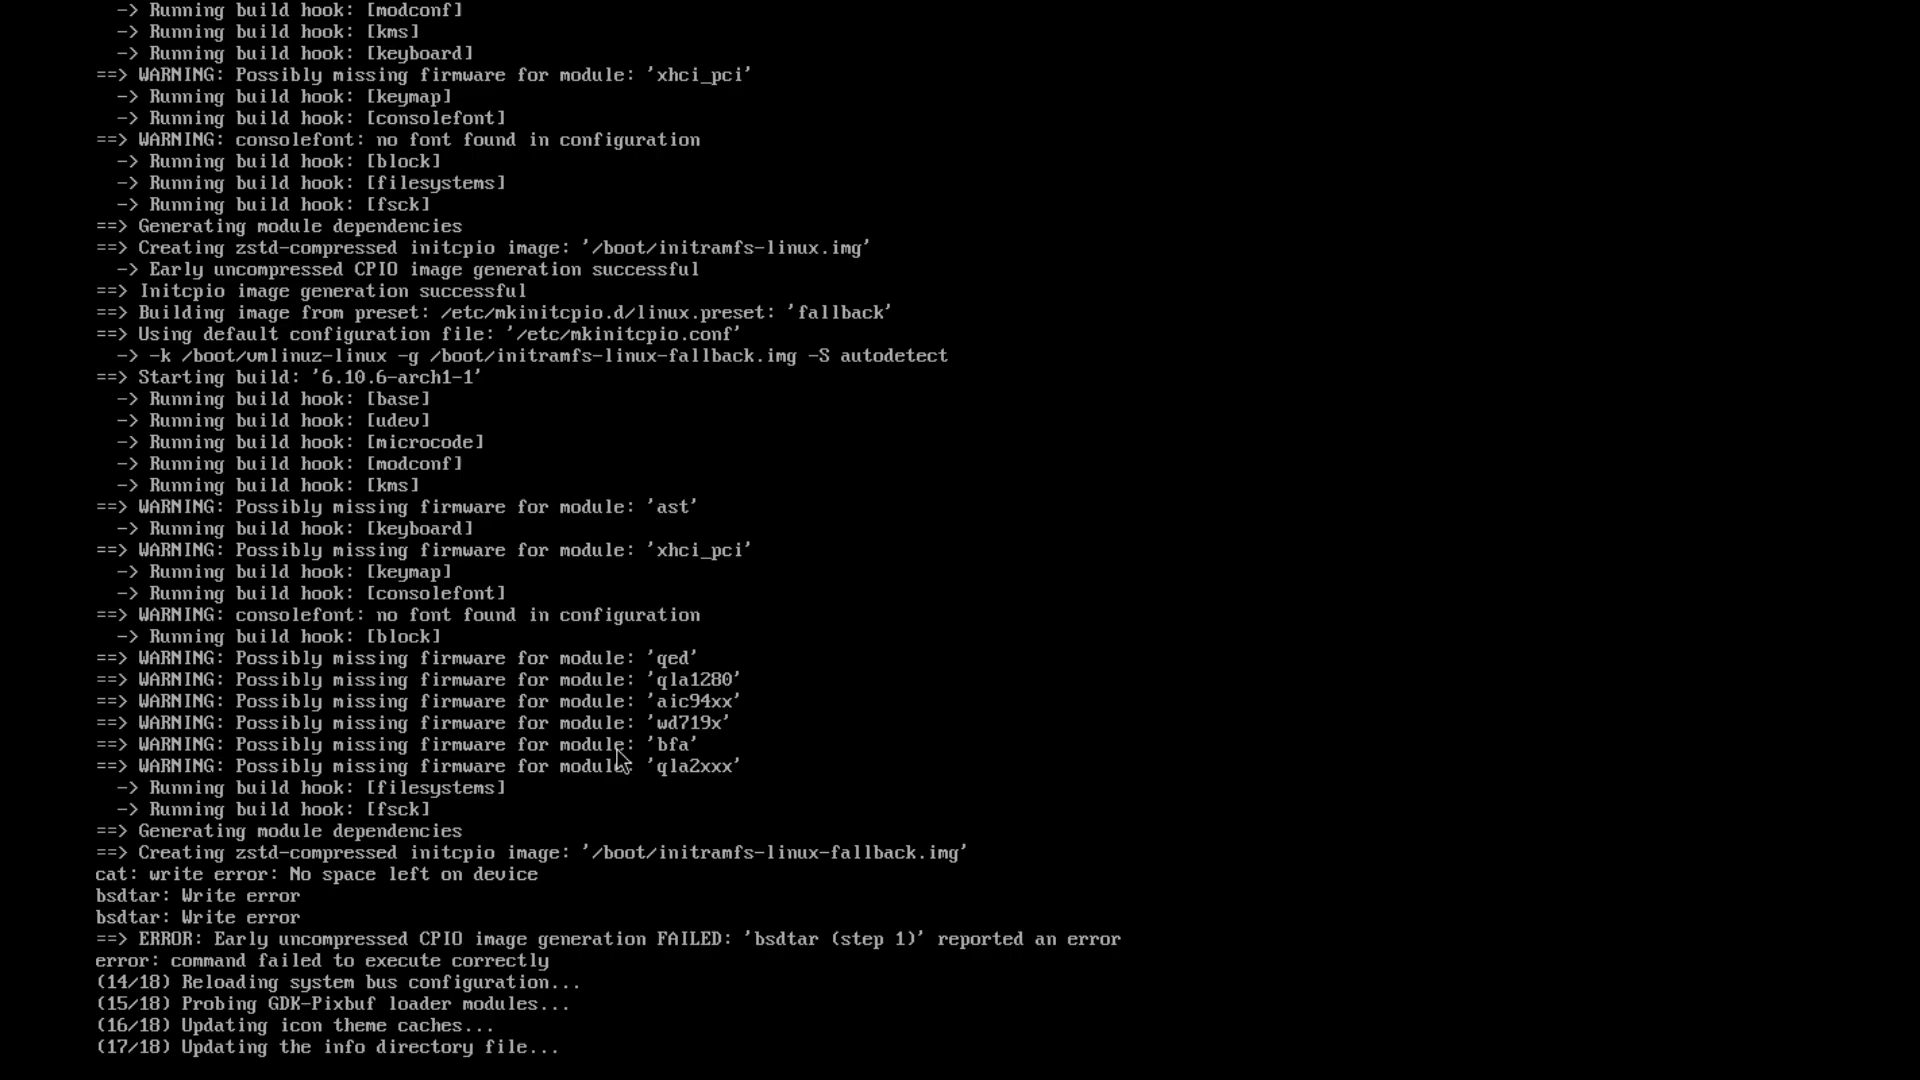 -> Running build hook: [modconf]
-> Running build hook: [kms]
-> Running build hook: [keyboard]
==> WARNING: Possibly missing firmware for module: 'xhci_pci'
-> Running build hook: [keymap]
-> Running build hook: [consolefont]
==> WARNING: consolefont: no font found in configuration
-> Running build hook: [block]
-> Running build hook: [filesystems]
-> Running build hook: [fsck]
==> Generating module dependencies
==> Creating zstd-compressed initcpio image: '/boot/initramfs-linux.img'
-> Early uncompressed CPIO image generation successful
==> Initcpio image generation successful
==> Building image from preset: /etc/mkinitcpio.d/linux.preset: 'fallback'
==> Using default configuration file: '/etc/mkinitcpio.conf'
-> -k /boot/vmlinuz-linux -g /boot/initramfs-linux-fallback.img -S autodetect
==> Starting build: '6.10.6-arch1-1'
-> Running build hook: [base]
-> Running build hook: [udev]
-> Running build hook: [microcode]
-> Running build hook: [modconf]
-> Running build hook: [kms]
==> WARNING: Possibly missing firmware for module: 'ast'
-> Running build hook: [keyboard]
==> WARNING: Possibly missing firmware for module: 'xhci_pci'
-> Running build hook: [keymap]
-> Running build hook: [consolefont]
==> WARNING: consolefont: no font found in configuration
-> Running build hook: [block]
==> WARNING: Possibly missing firmware for module: 'qed'
==> WARNING: Possibly missing firmware for module: 'qla1280'
==> WARNING: Possibly missing firmware for module: 'aic94xx'
==> WARNING: Possibly missing firmware for module: 'wd719x'
==> WARNING: Possibly missing firmware for module: 'bfa'
==> WARNING: Possibly missing firmware for module: 'qla2xxx'
-> Running build hook: [filesystems]
-> Running build hook: [fsck]
==> Generating module dependencies
==> Creating zstd-compressed initcpio image: '/boot/initramfs-linux-fallback.img'
cat: write error: No space left on device
bsdtar: Write error
bsdtar: Write error
==> ERROR: Early uncompressed CPIO image generation FAILED: 'bsdtar (step 1)' reported an error
error: command failed to execute correctly
(14/18) Reloading system bus configuration...
(15/18) Probing GDK-Pixbuf loader modules...
(16/18) Updating icon theme caches...
(17/18) Updating the info directory file...